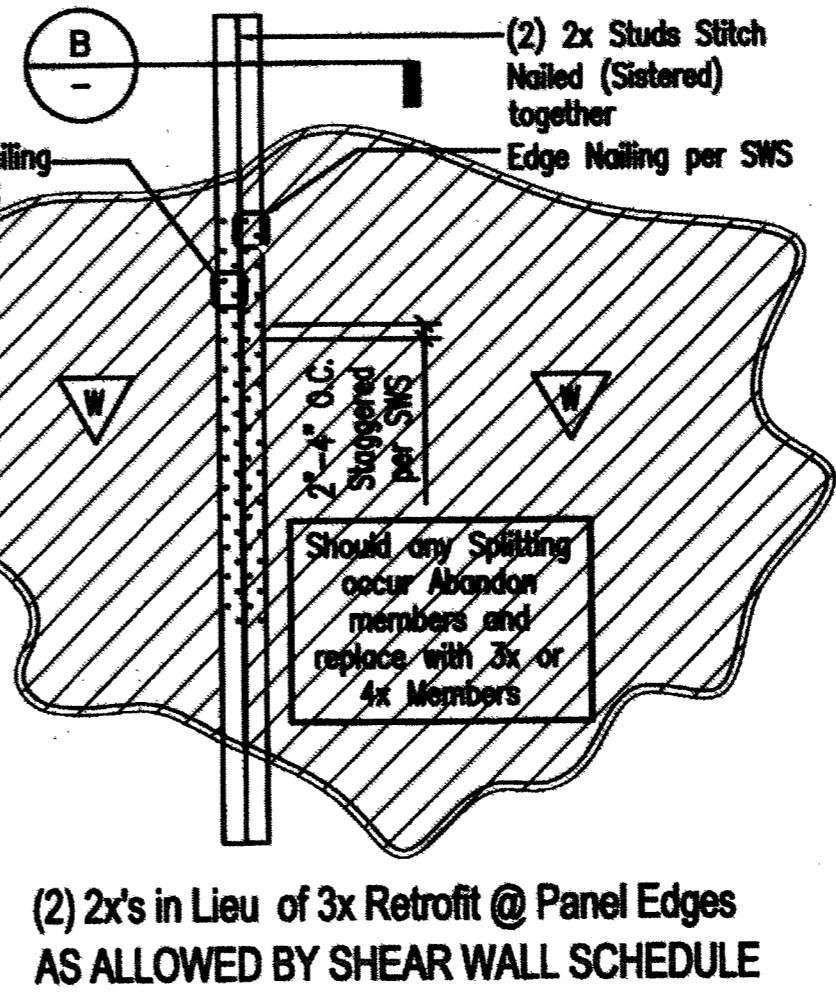 B
-
(2) 2x Studs Stitch
Nailed (Sistered)
together
Edge Nailing per SWS
W
W
2"-4" O.C.
Staggered
per SWS
Should any Splitting
occur Abandon
members and
replace with 3x or
4x Members
(2) 2x's in Lieu of 3x Retrofit @ Panel Edges
AS ALLOWED BY SHEAR WALL SCHEDULE